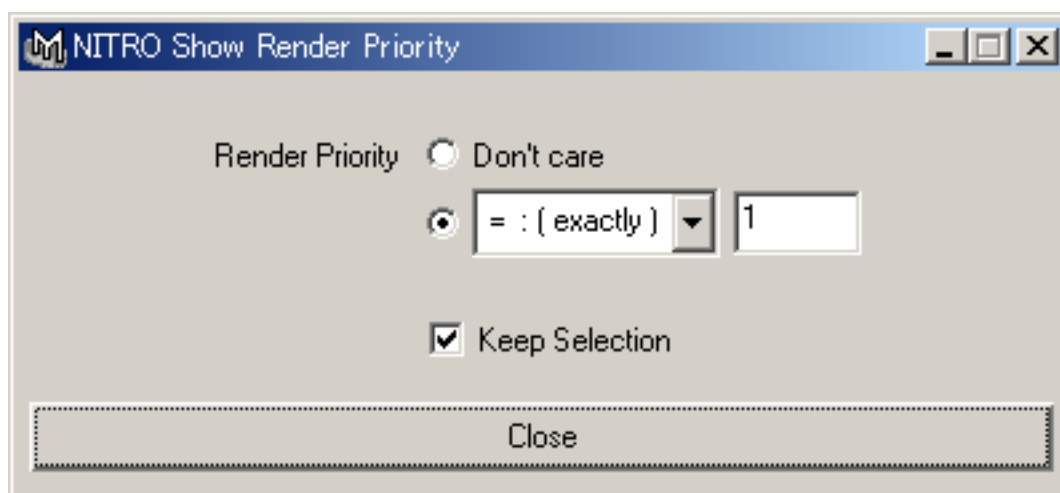 NITRO Show Render Priority
Render Priority Don't care
= : ( exactly ) 1
Keep Selection
Close